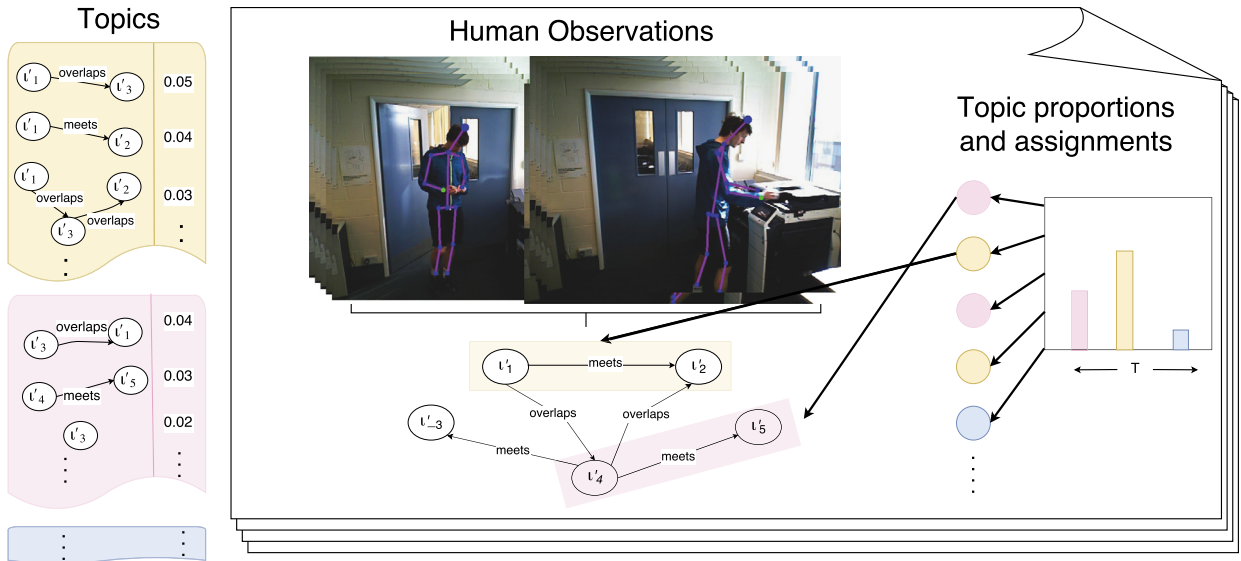 Topics
ι′1 overlaps ι′3 0.05
ι′1 meets ι′2 0.04
ι′1 overlaps ι′3 overlaps ι′2 0.03
ι′3 overlaps ι′1 0.04
ι′4 meets ι′5 0.03
ι′3 0.02
Human Observations
ι′1 meets ι′2
overlaps overlaps
ι′–3 ι′5
meets meets
ι′4
Topic proportions
and assignments
T